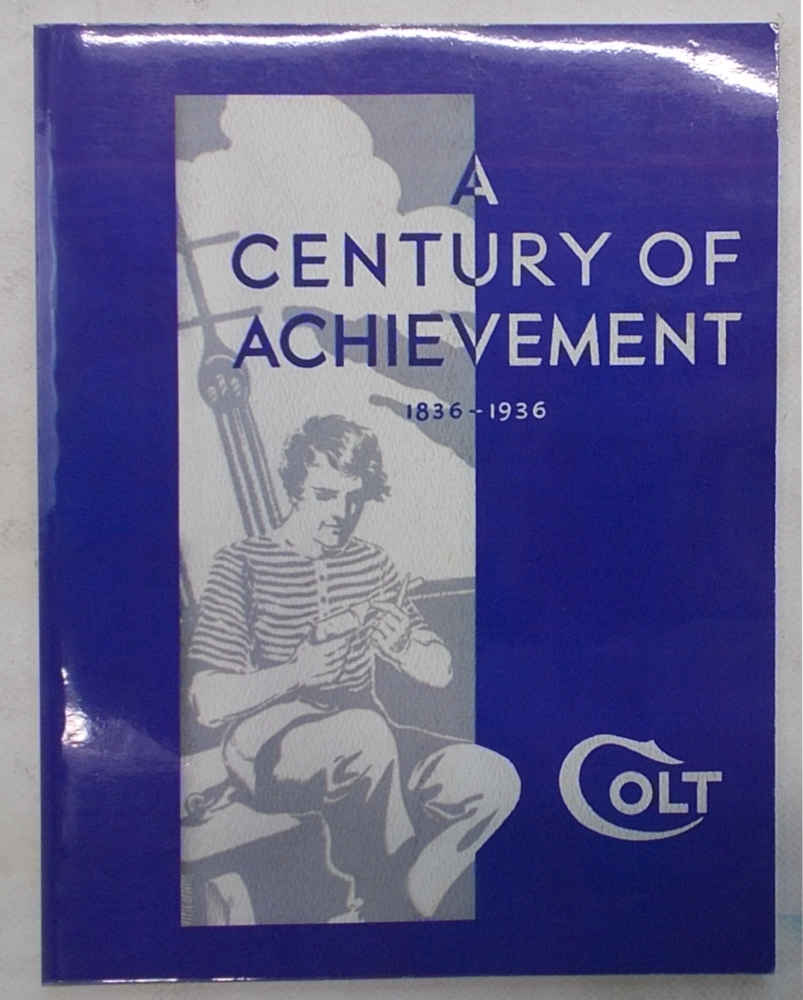 A
CENTURY OF
ACHIEVEMENT
1836-1936
COLT